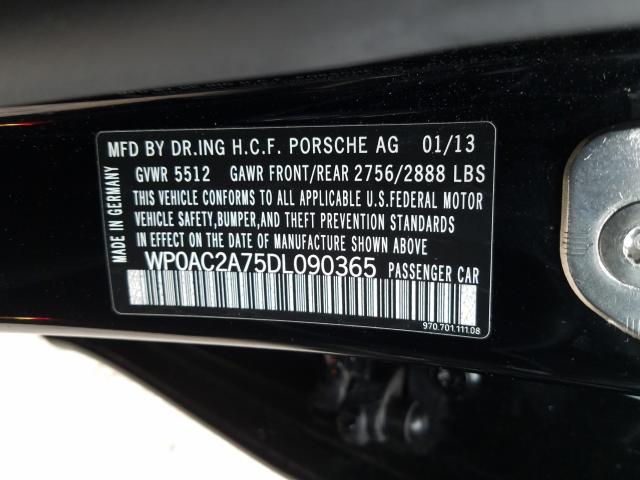 MFD BY DR.ING H.C.F. PORSCHE AG 01/13
GVWR 5512 GAWR FRONT/REAR 2756/2888 LBS
THIS VEHICLE CONFORMS TO ALL APPLICABLE U.S.FEDERAL MOTOR
VEHICLE SAFETY,BUMPER,AND THEFT PREVENTION STANDARDS
IN EFFECT ON THE DATE OF MANUFACTURE SHOWN ABOVE
WP0AC2A75DL090365 PASSENGER CAR
970.701.111.08
MADE IN GERMANY